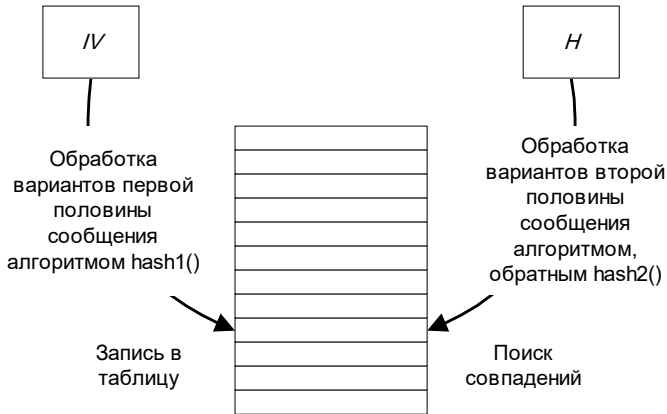 IV
H
Обработка
вариантов первой
половины
сообщения
алгоритмом hash1()
Обработка
вариантов второй
половины
сообщения
алгоритмом,
обратным hash2()
Запись в
таблицу
Поиск
совпадений